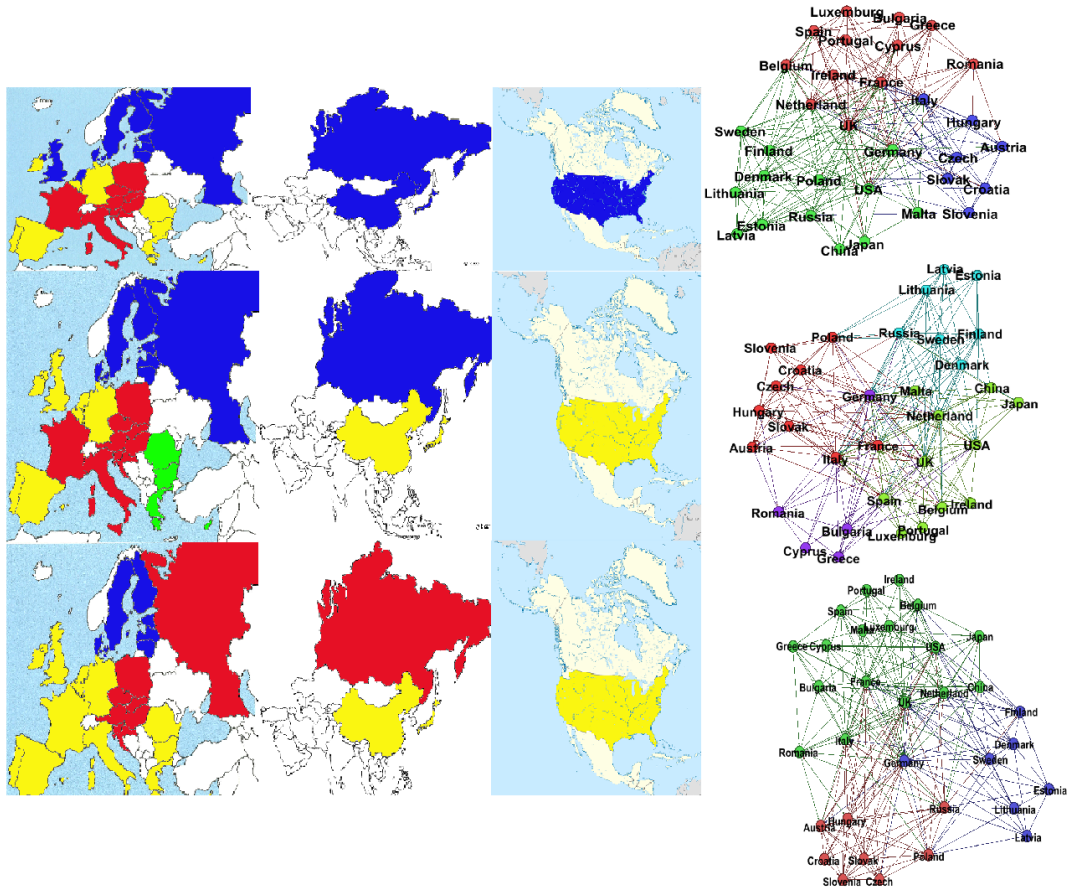 Luxemburg
Bulgaria
Greece
Spain
Portugal
Cyprus
Belgium
Romania
Ireland
France
Netherland
Italy
Hungary
Sweden
UK
Finland
Germany
Austria
Czech
Denmark
Poland
Slovak
USA
Croatia
Lithuania
Russia
Malta
Slovenia
Estonia
Latvia
Japan
China
Latvia
Estonia
Lithuania
Russia
Finland
Poland
Sweden
Slovenia
Croatia
Denmark
Czech
Malta
China
Germany
Japan
Hungary
Netherland
Slovak
Austria
France
USA
Italy
UK
Spain
Ireland
Romania
Belgium
Bulgaria
Portugal
Luxemburg
Cyprus
Greece
Ireland
Portugal
Belgium
Spain
Malta
Luxemburg
Japan
Greece
Cyprus
USA
Bulgaria
France
Netherland
China
UK
Finland
Romania
Italy
Denmark
Germany
Sweden
Estonia
Russia
Lithuania
Austria
Hungary
Latvia
Croatia
Slovak
Poland
Slovenia
Czech